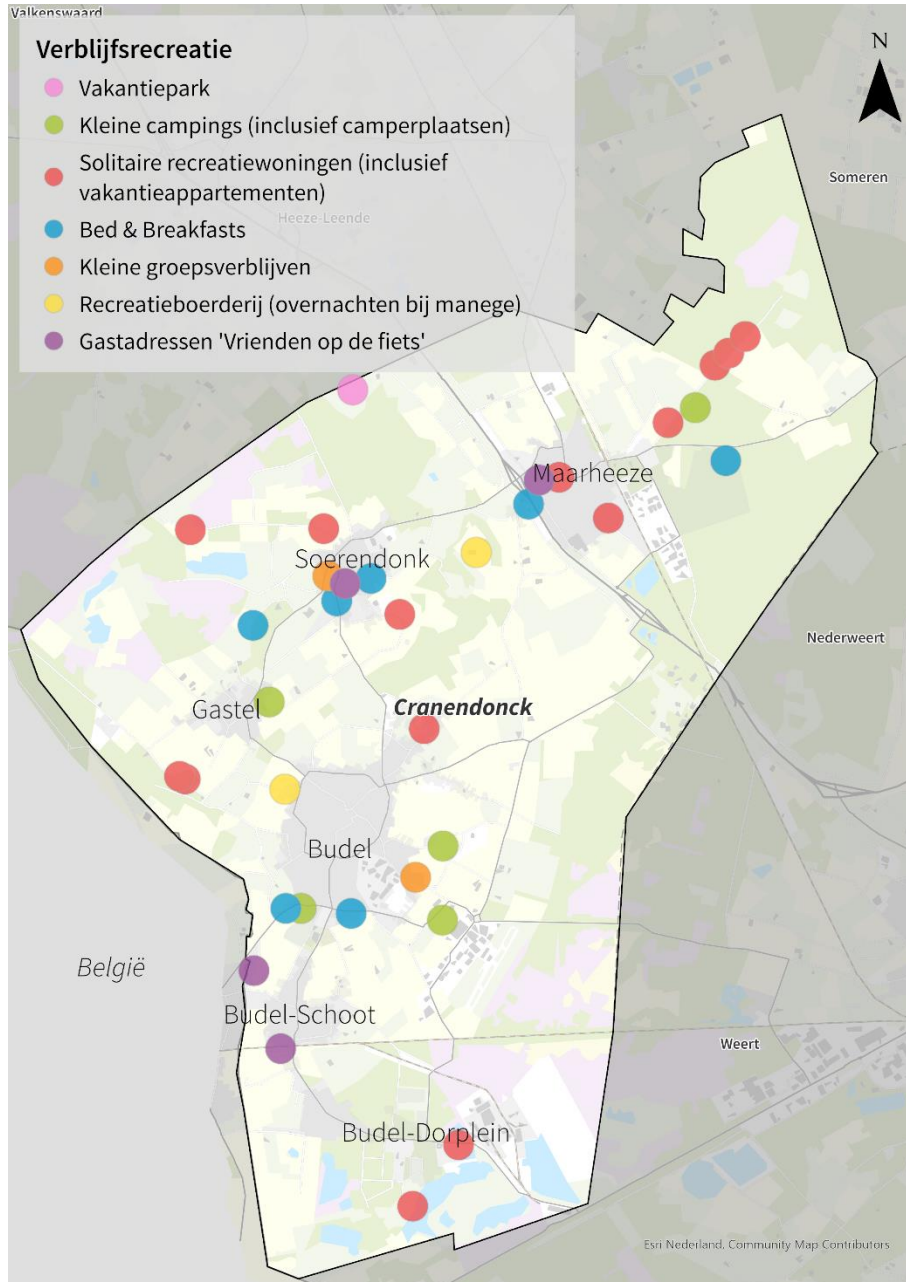 Valkenswaard
Verblijfsrecreatie
Vakantiepark
Kleine campings (inclusief camperplaatsen)
Solitaire recreatiewoningen (inclusief
vakantieappartementen)
Bed & Breakfasts
Kleine groepsverblijven
Recreatieboerderij (overnachten bij manege)
Gastadressen 'Vrienden op de fiets'
N
Someren
Heeze-Leende
Maarheeze
Soerendonk
Nederweert
Gastel
Cranendonck
Budel
België
Budel-Schoot
Weert
Budel-Dorplein
Esri Nederland, Community Map Contributors